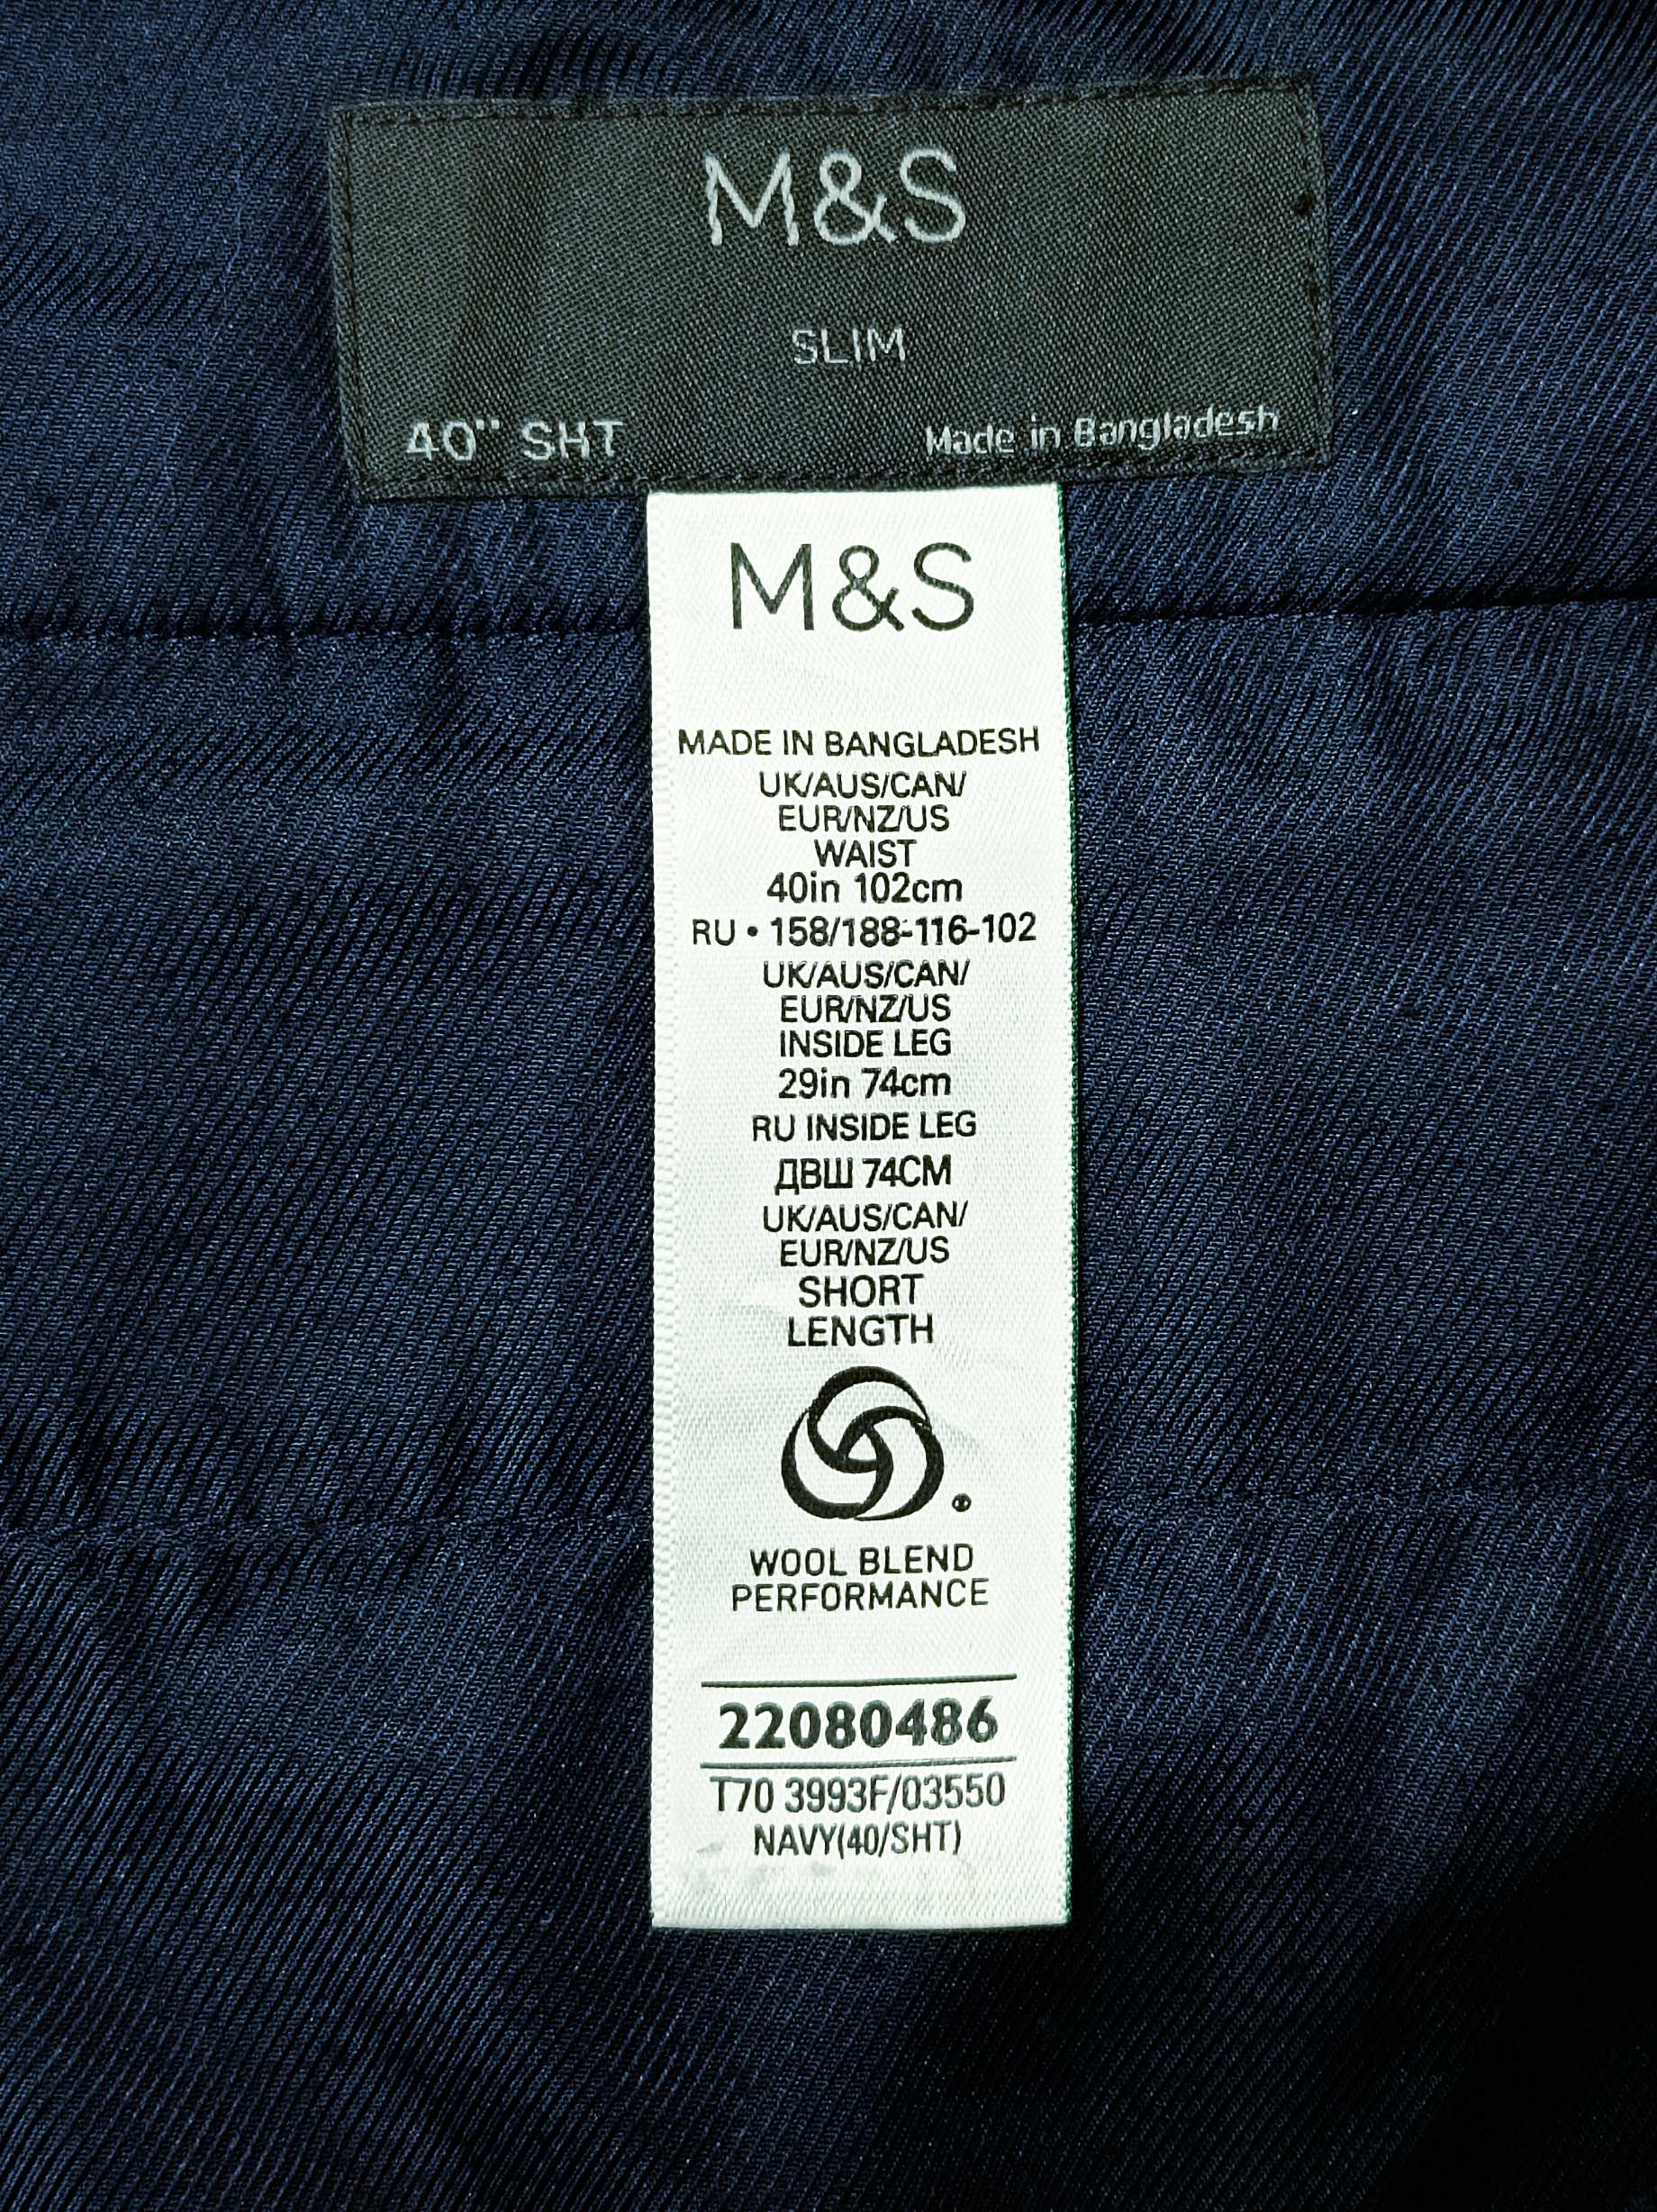 M&S
SLIM
40" SHT
Made in Bangladesh
M&S
MADE IN BANGLADESH
UK/AUS/CAN/
EUR/NZ/US
WAIST
40in 102cm
RU • 158/188-116-102
UK/AUS/CAN/
EUR/NZ/US
INSIDE LEG
29in 74cm
RU INSIDE LEG
ДВШ 74CM
UK/AUS/CAN/
EUR/NZ/US
SHORT
LENGTH
WOOL BLEND
PERFORMANCE
22080486
T70 3993F/03550
NAVY(40/SHT)